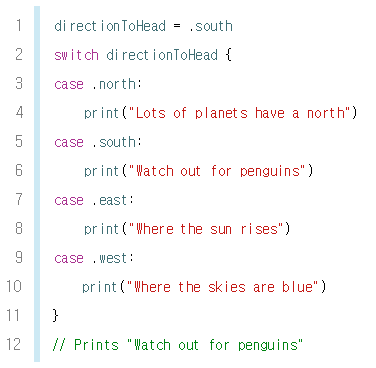 1 directionToHead = .south
2 switch directionToHead {
3 case .north:
4     print("Lots of planets have a north")
5 case .south:
6     print("Watch out for penguins")
7 case .east:
8     print("Where the sun rises")
9 case .west:
10     print("Where the skies are blue")
11 }
12 // Prints "Watch out for penguins"